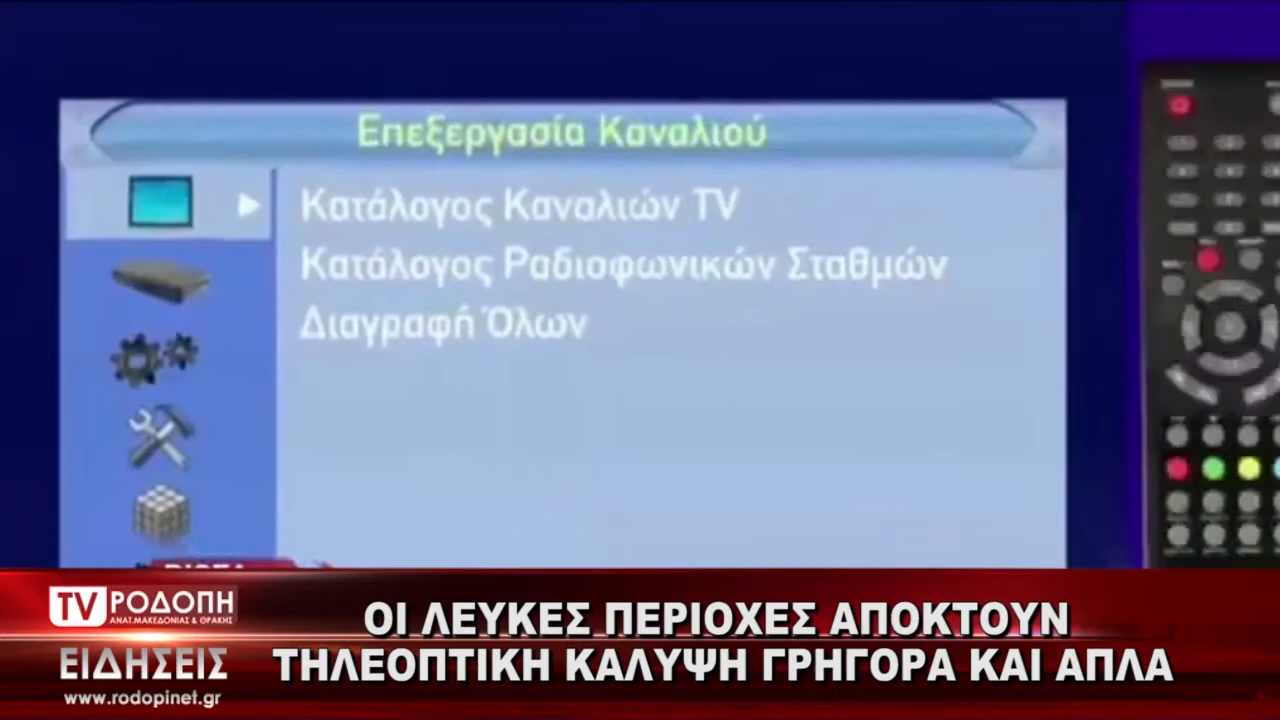 Επεξεργασία Καναλιού
Κατάλογος Καναλιών TV
Κατάλογος Ραδιοφωνικών Σταθμών
Διαγραφή Όλων
TV ΡΟΔΟΠΗ
ΑΝΑΤ.ΜΑΚΕΔΟΝΙΑΣ & ΘΡΑΚΗΣ
ΕΙΔΗΣΕΙΣ
www.rodopinet.gr
ΟΙ ΛΕΥΚΕΣ ΠΕΡΙΟΧΕΣ ΑΠΟΚΤΟΥΝ
ΤΗΛΕΟΠΤΙΚΗ ΚΑΛΥΨΗ ΓΡΗΓΟΡΑ ΚΑΙ ΑΠΛΑ